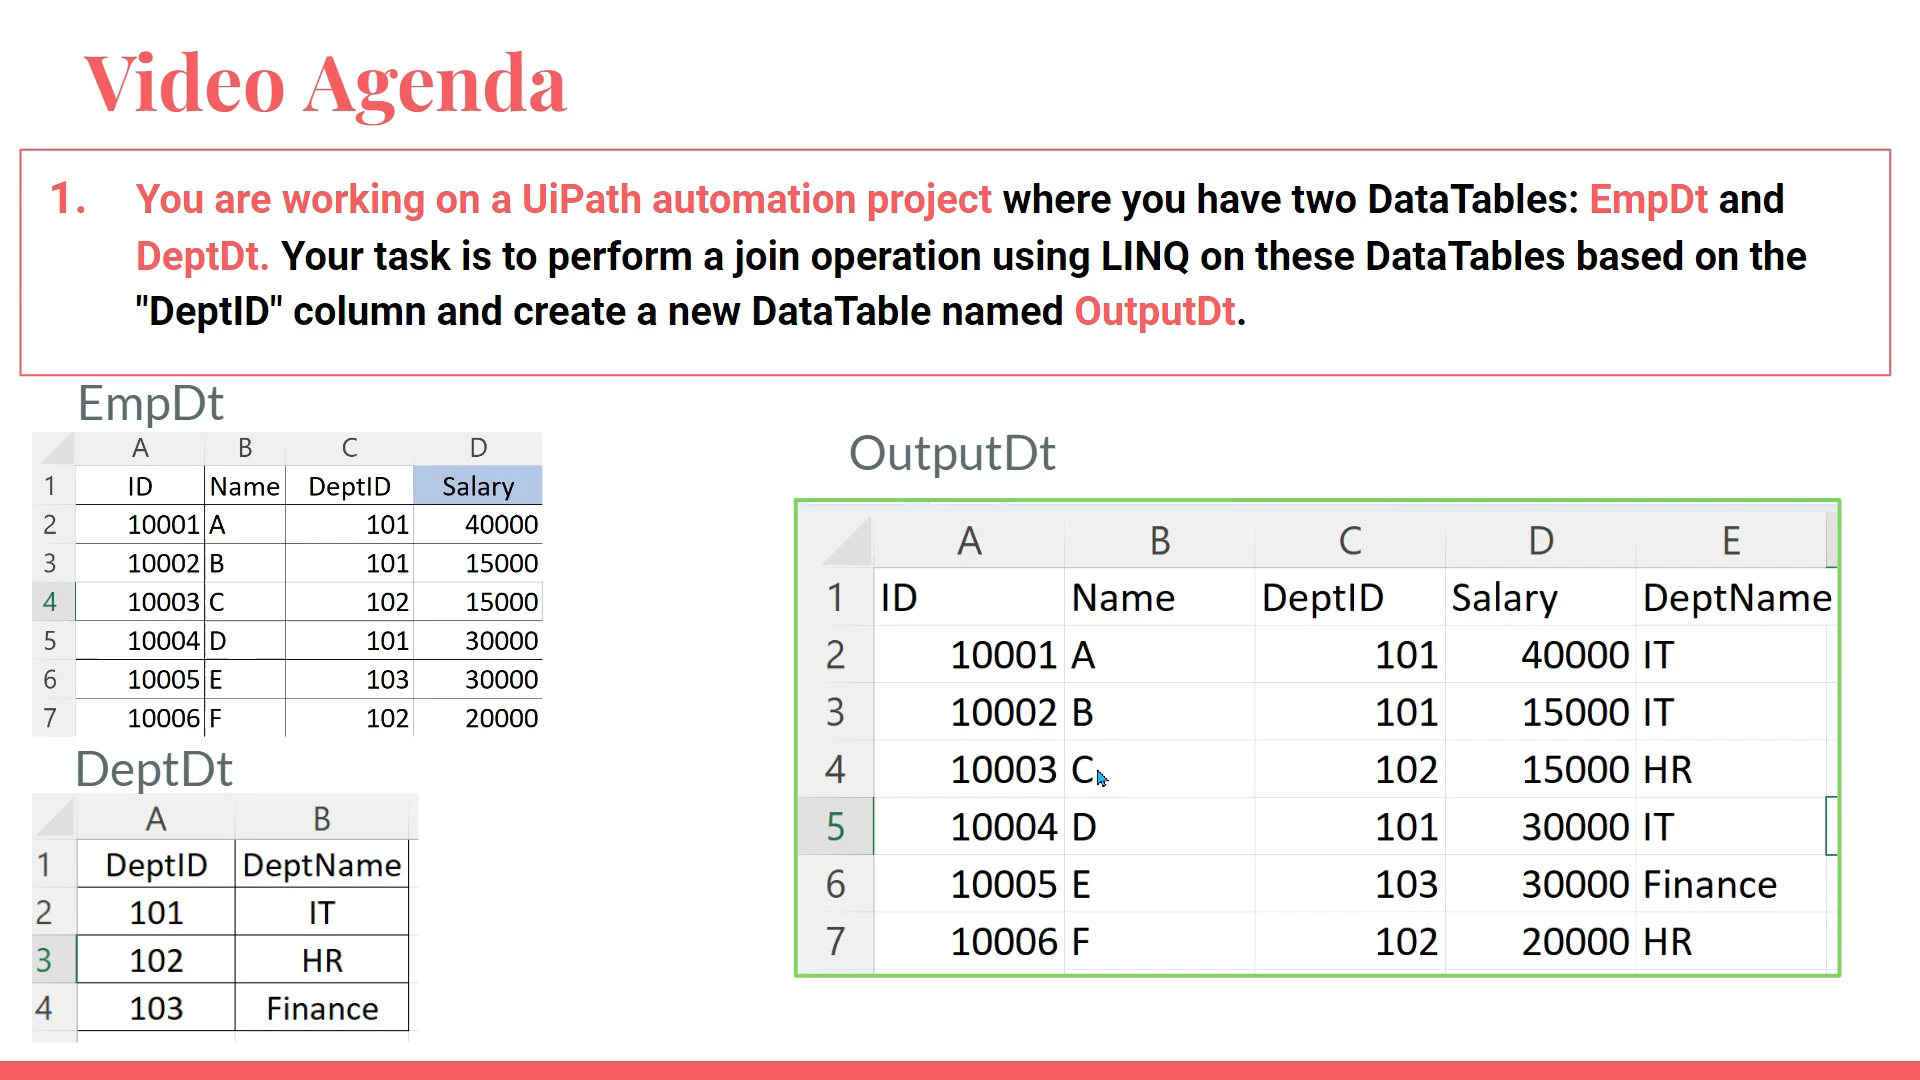 Video Agenda
1. You are working on a UiPath automation project where you have two DataTables: EmpDt and
DeptDt. Your task is to perform a join operation using LINQ on these DataTables based on the
"DeptID" column and create a new DataTable named OutputDt.
EmpDt
A B C D
1 ID Name DeptID Salary
2 10001 A 101 40000
3 10002 B 101 15000
4 10003 C 102 15000
5 10004 D 101 30000
6 10005 E 103 30000
7 10006 F 102 20000
DeptDt
A B
1 DeptID DeptName
2 101 IT
3 102 HR
4 103 Finance
OutputDt
A B C D E
1 ID Name DeptID Salary DeptName
2 10001 A 101 40000 IT
3 10002 B 101 15000 IT
4 10003 C 102 15000 HR
5 10004 D 101 30000 IT
6 10005 E 103 30000 Finance
7 10006 F 102 20000 HR